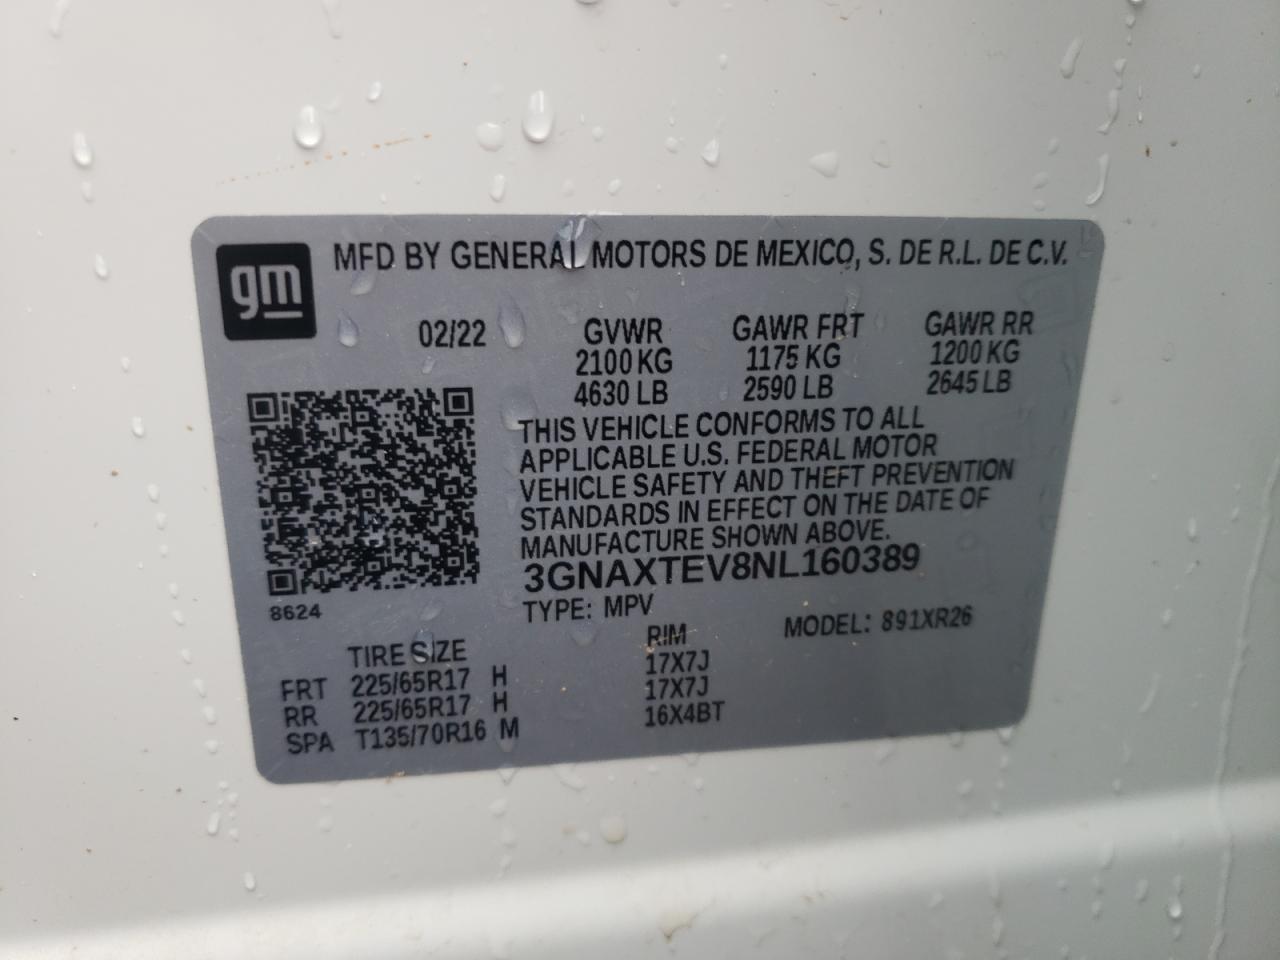 gm
MFD BY GENERAL MOTORS DE MEXICO, S. DE R.L. DE C.V.
02/22 GVWR GAWR FRT GAWR RR
2100 KG 1175 KG 1200 KG
4630 LB 2590 LB 2645 LB
THIS VEHICLE CONFORMS TO ALL
APPLICABLE U.S. FEDERAL MOTOR
VEHICLE SAFETY AND THEFT PREVENTION
STANDARDS IN EFFECT ON THE DATE OF
MANUFACTURE SHOWN ABOVE.
3GNAXTEV8NL160389
8624
TYPE: MPV MODEL: 891XR26
TIRE SIZE RIM
FRT 225/65R17 H 17X7J
RR 225/65R17 H 17X7J
SPA T135/70R16 M 16X4BT